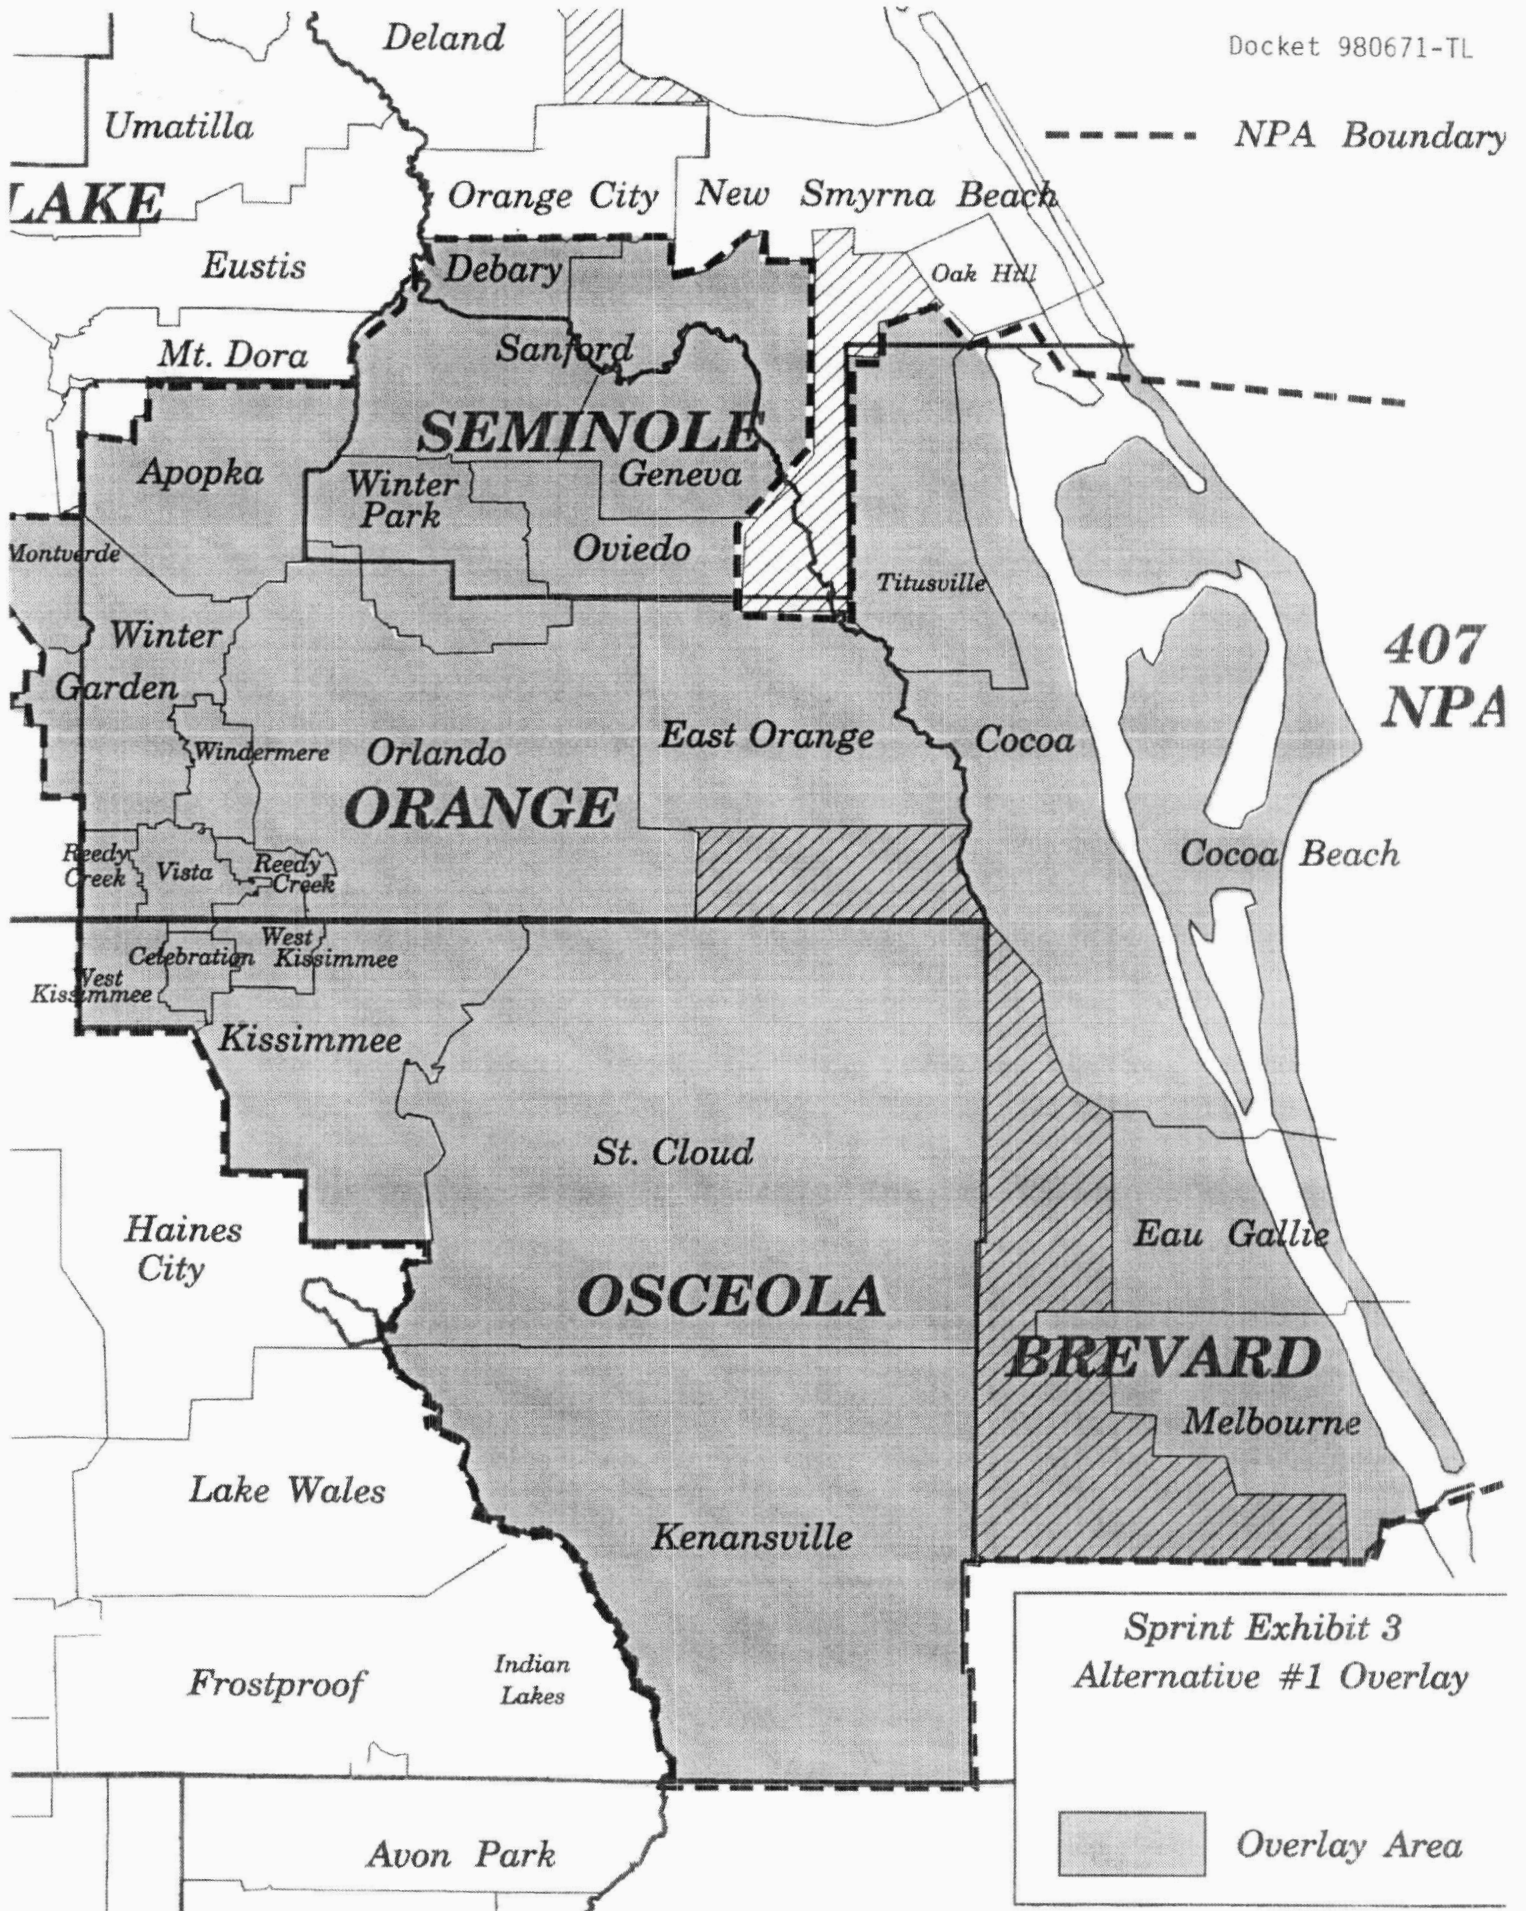 Deland
Docket 980671-TL
Umatilla
NPA Boundary
LAKE
Orange City
New Smyrna Beach
Eustis
Debary
Oak Hill
Mt. Dora
Sanford
SEMINOLE
Apopka
Winter
Park
Geneva
Montverde
Oviedo
Titusville
Winter
Garden
407
NPA
Windermere
Orlando
East Orange
Cocoa
ORANGE
Reedy
Creek
Vista
Reedy
Creek
Cocoa Beach
Celebration
West
Kissimmee
West
Kissimmee
Kissimmee
St. Cloud
Haines
City
Eau Gallie
OSCEOLA
BREVARD
Melbourne
Lake Wales
Kenansville
Sprint Exhibit 3
Alternative #1 Overlay
Frostproof
Indian
Lakes
Avon Park
Overlay Area